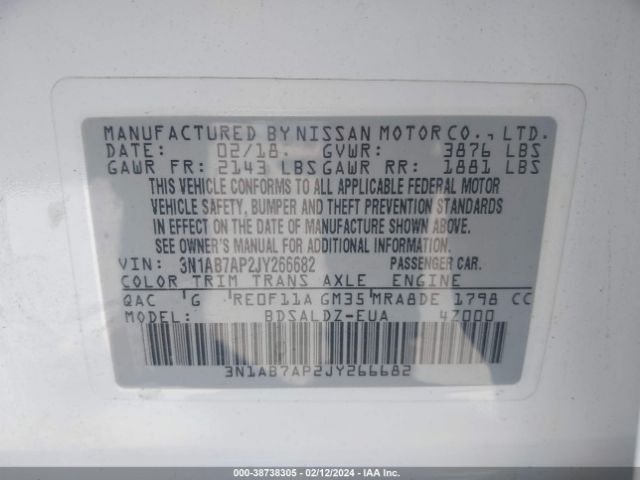 MANUFACTURED BY NISSAN MOTOR CO., LTD.
DATE: 02/18. GVWR: 3876 LBS
GAWR FR: 2143 LBS GAWR RR: 1881 LBS
THIS VEHICLE CONFORMS TO ALL APPLICABLE FEDERAL MOTOR
VEHICLE SAFETY, BUMPER AND THEFT PREVENTION STANDARDS
IN EFFECT ON THE DATE OF MANUFACTURE SHOWN ABOVE.
SEE OWNER'S MANUAL FOR ADDITIONAL INFORMATION.
VIN: 3N1AB7AP2JY266682 PASSENGER CAR.
COLOR TRIM TRANS AXLE ENGINE
QAC G RE0F11A GM35 MRA8DE 1798 CC
MODEL: BDSALDZ-EUA 4Z000
3N1AB7AP2JY266682
000-38738305 - 02/12/2024 - IAA Inc.